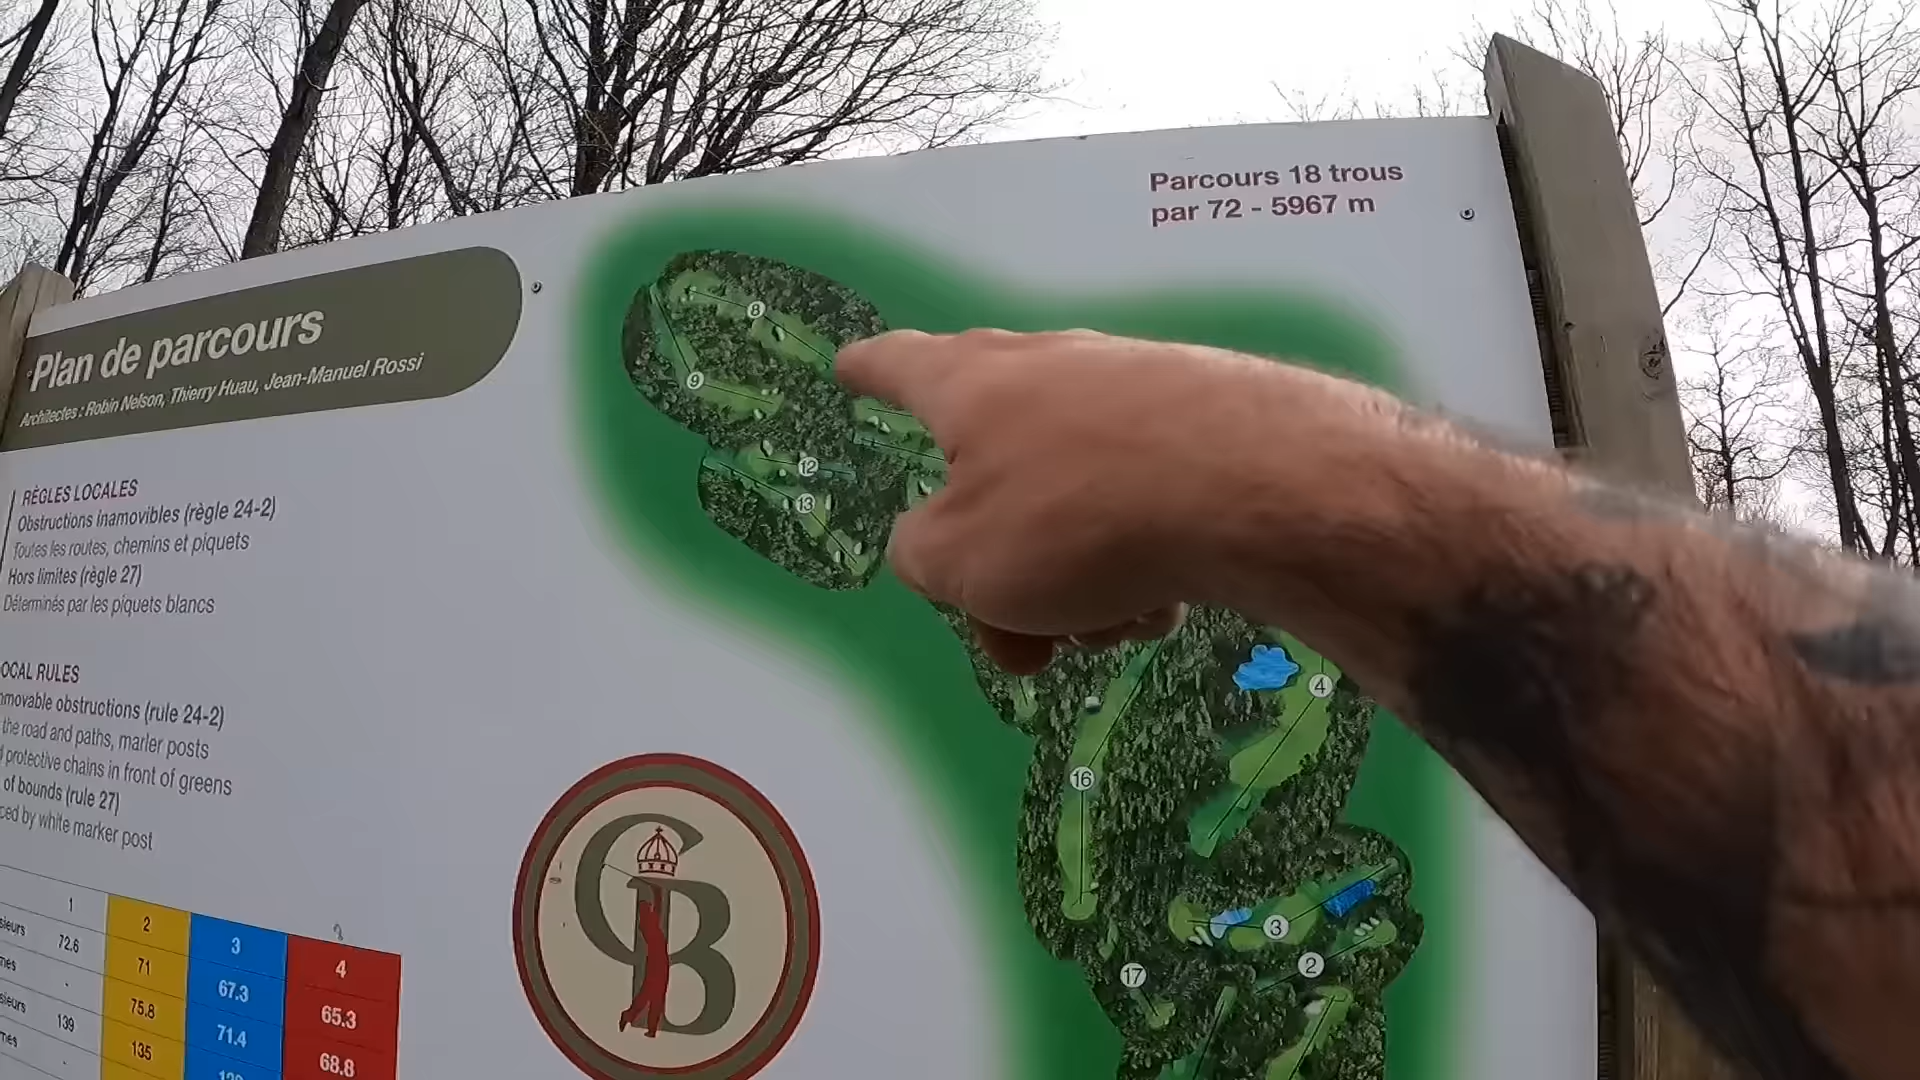 Parcours 18 trous
par 72 - 5967 m
Plan de parcours
Architectes : Robin Nelson, Thierry Huau, Jean-Manuel Rossi
RÈGLES LOCALES
Obstructions Inamovibles (règle 24-2)
Toutes les routes, chemins et piquets
Hors limites (règle 27)
Déterminés par les piquets blancs
OCAL RULES
mmovable obstructions (rule 24-2)
the road and paths, marler posts
protective chains in front of greens
of bounds (rule 27)
ced by white marker post
8
9
12
13
4
16
3
2
17
CB
1 2 3 4
sieurs 72.6 71 67.3 65.3
mes - 75.8 71.4 68.8
sieurs 139 135
mes -